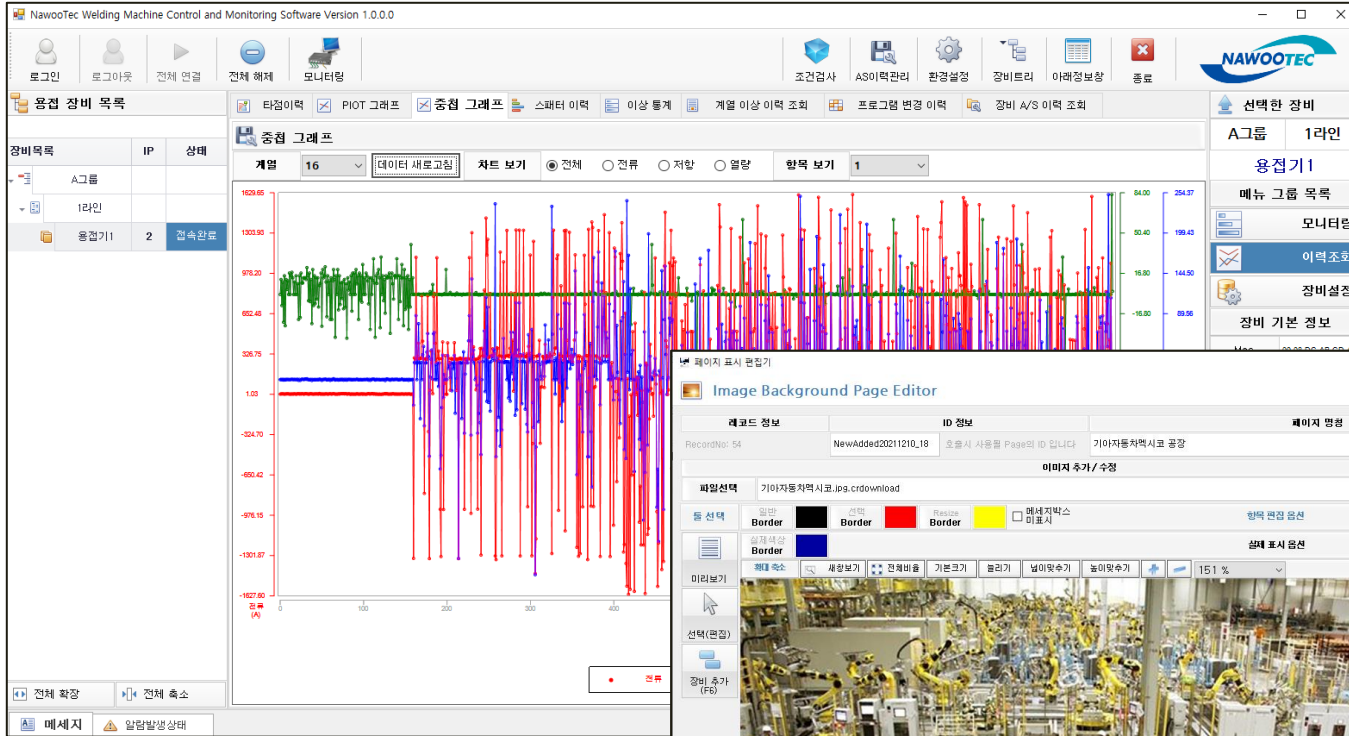 NawooTec Welding Machine Control and Monitoring Software Version 1.0.0.0
로그인
로그아웃
전체 연결
전체 해제
모니터링
조건검사
AS이력관리
환경설정
장비트리
아래정보창
종료
NAWOOTEC
용접 장비 목록
타점이력
PIOT 그래프
중첩 그래프
스패터 이력
이상 통계
계열 이상 이력 조회
프로그램 변경 이력
장비 A/S 이력 조회
선택한 장비
중첩 그래프
A그룹 1라인
장비목록 IP 상태
계열 16 데이터 새로고침 차트 보기 전체 전류 저항 열량 항목 보기 1
용접기1
A그룹
1라인
용접기1 2 접속완료
메뉴 그룹 목록
모니터링
이력조회
장비설정
장비 기본 정보
1629.65
1303.93
978.20
652.48
326.75
1.03
-324.70
-650.42
-976.15
-1301.87
-1627.60
전류
(A)
0 100 200 300 400
84.00
50.40
16.80
-16.80
254.37
199.43
144.50
89.56
전류
페이지 표시 편집기
Image Background Page Editor
레코드 정보 ID 정보 페이지 명칭
RecordNo: 54 NewAdded20211210_18 호출시 사용될 Page의 ID 입니다 기아자동차멕시코 공장
이미지 추가 / 수정
파일선택 기아자동차멕시코.jpg.crdownload
툴 선택
일반
Border
선택
Border
Resize
Border
메세지박스
미표시
항목 편집 옵션
실제색상
Border
실제 표시 옵션
미리보기
확대 축소 새창보기 전체비율 기본크기 늘리기 넓이맞추기 높이맞추기 151 %
선택(편집)
장비 추가
(F6)
전체 확장 전체 축소
메세지 알람발생상태